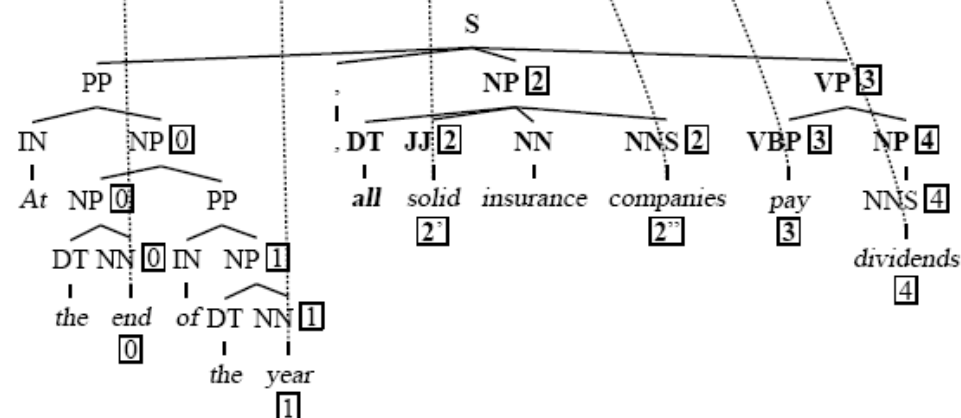 S
PP , NP 2 VP 3
IN NP 0 , DT JJ 2 NN NNS 2 VBP 3 NP 4
At NP 0 PP all solid insurance companies pay NNS 4
2' 2'' 3
DT NN 0 IN NP 1 dividends
the end of DT NN 1 4
0
the year
1